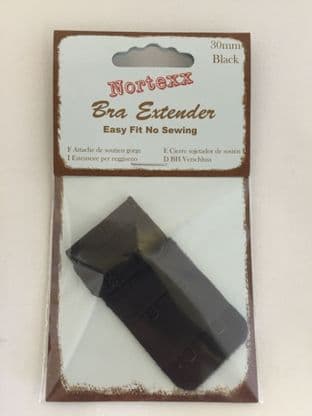 30mm
Black
Nortexx
Bra Extender
Easy Fit No Sewing
F Attache de soutien gorge
E Cierre sujetador de sostén
I Estensore per reggiseno
D BH-Verschluss